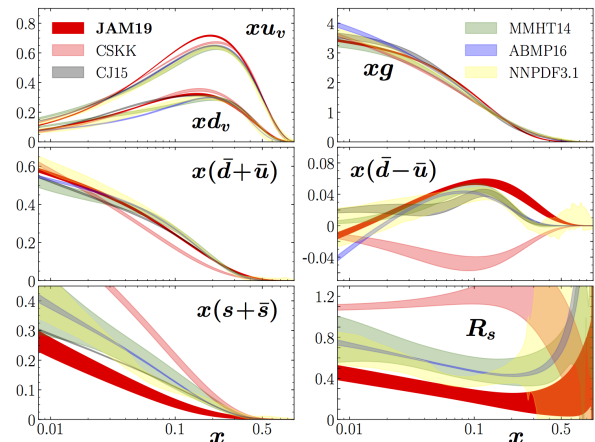 0.8
0.6
0.4
0.2
0
JAM19
CSKK
CJ15
xu_v
xd_v
4
3
2
1
0
MMHT14
ABMP16
NNPDF3.1
xg
0.6
0.4
0.2
0
x(d̄+ū)
0.08
0.04
0
-0.04
x(d̄−ū)
0.4
0.3
0.2
0.1
0
x(s+s̄)
0.01
0.1
0.5
x
1.2
0.8
0.4
0
R_s
0.01
0.1
0.5
x